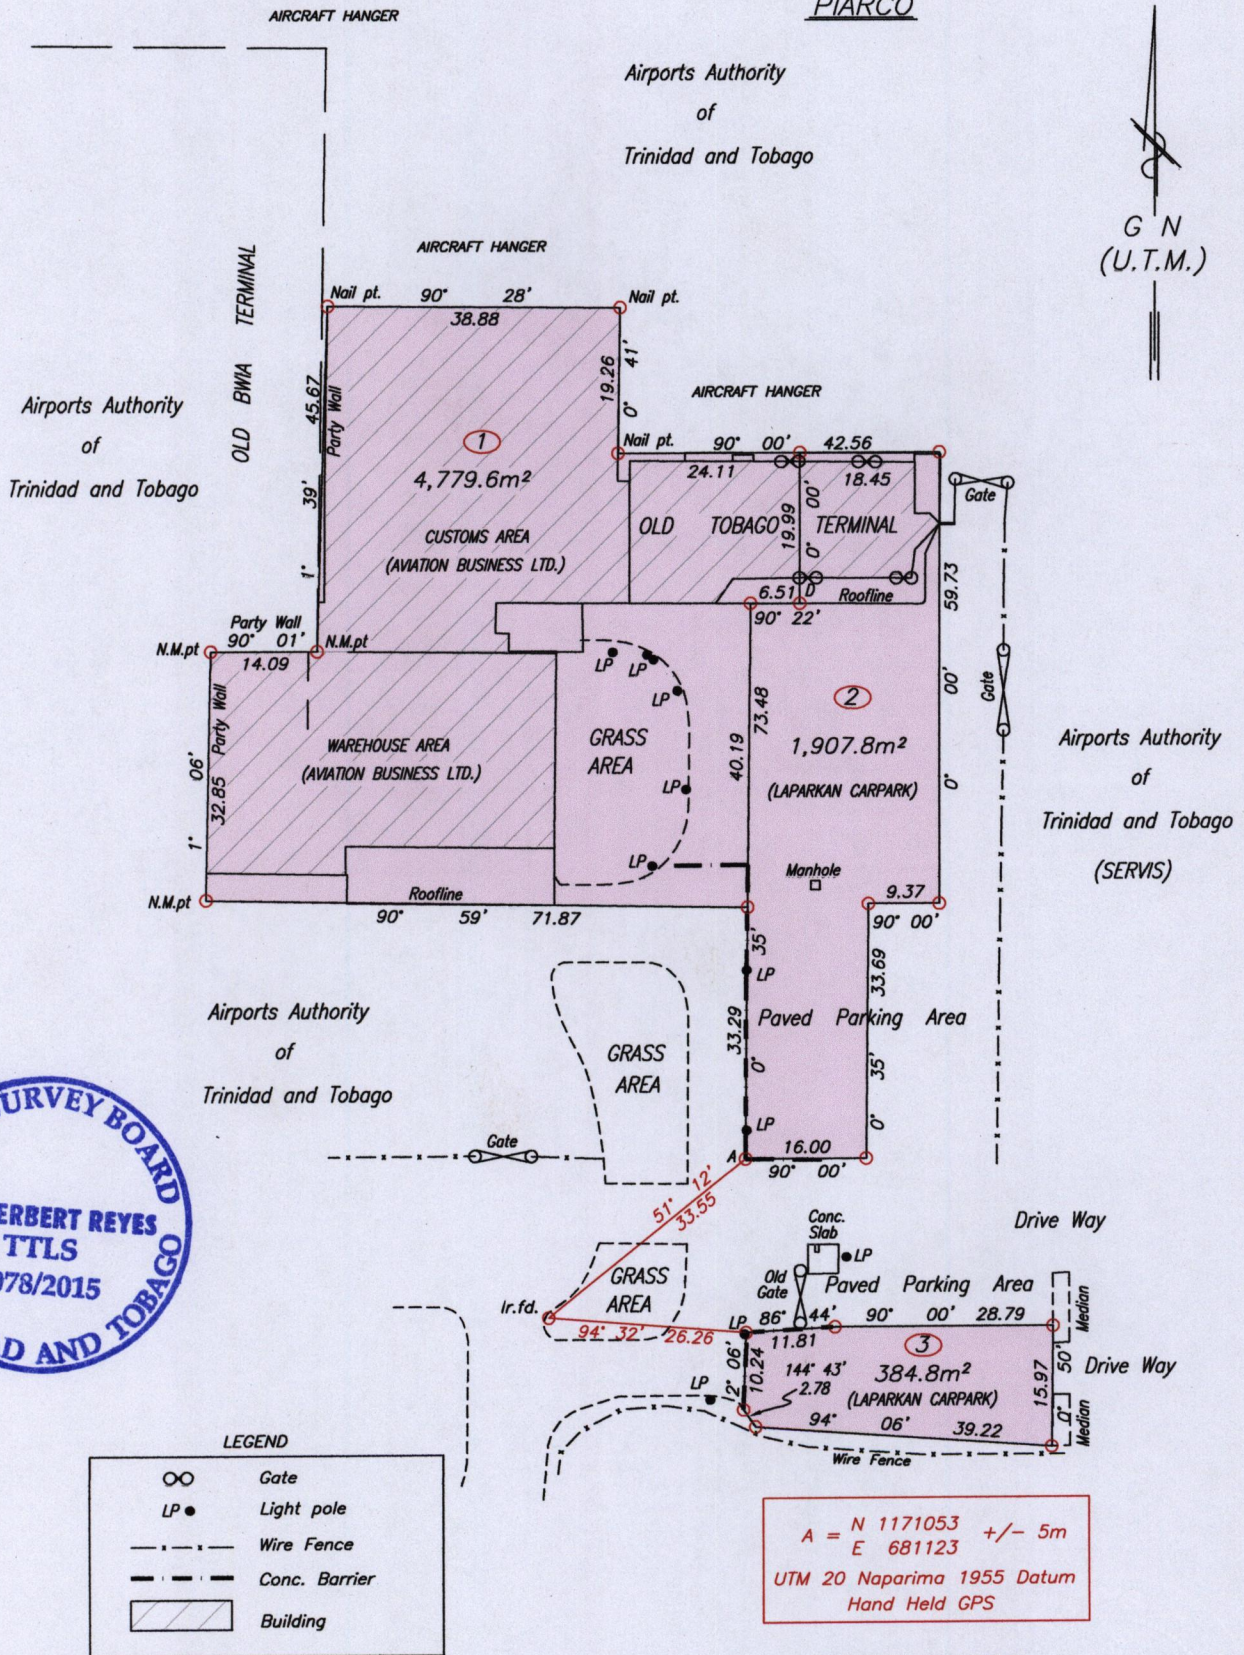 AIRCRAFT HANGER
PIARCO
Airports Authority
of
Trinidad and Tobago
G N
(U.T.M.)
AIRCRAFT HANGER
OLD BWIA TERMINAL
Nail pt.
90° 28'
Nail pt.
38.88
19.26
0° 41'
45.67
Party Wall
1° 39'
Airports Authority
of
Trinidad and Tobago
AIRCRAFT HANGER
1
4,779.6m²
CUSTOMS AREA
(AVIATION BUSINESS LTD.)
Nail pt.
90° 00' 42.56
24.11
18.45
Gate
OLD TOBAGO TERMINAL
19.99
0° 00'
59.73
0° 00'
6.51 D
Roofline
90° 22'
Party Wall
90° 01'
N.M.pt
N.M.pt
14.09
LP
LP
LP
Gate
1° 06'
32.85 Party Wall
WAREHOUSE AREA
(AVIATION BUSINESS LTD.)
GRASS
AREA
LP
LP
40.19
73.48
2
1,907.8m²
(LAPARKAN CARPARK)
Airports Authority
of
Trinidad and Tobago
(SERVIS)
Manhole
N.M.pt
Roofline
90° 59' 71.87
9.37
90° 00'
0° 35'
33.29
LP
33.69
0° 35'
Paved Parking Area
Airports Authority
of
Trinidad and Tobago
GRASS
AREA
Gate
LP
A
16.00
90° 00'
51° 12'
33.55
Conc.
Slab
LP
Drive Way
GRASS
AREA
Ir.fd.
94° 32' 26.26
Old
Gate
Paved Parking Area
Median
LP
86° 44'
11.81
90° 00' 28.79
3
384.8m²
(LAPARKAN CARPARK)
2° 06'
10.24
144° 43'
2.78
15.97
0° 50'
Drive Way
Median
LP
94° 06' 39.22
Wire Fence
URVEY BOARD
ERBERT REYES
TTLS
078/2015
D AND TOBAGO
LEGEND
Gate
LP Light pole
Wire Fence
Conc. Barrier
Building
A = N 1171053 +/- 5m
E 681123
UTM 20 Naparima 1955 Datum
Hand Held GPS